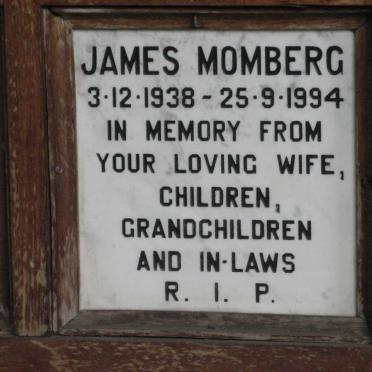 JAMES MOMBERG
3·12·1938 - 25·9·1994
IN MEMORY FROM
YOUR LOVING WIFE,
CHILDREN,
GRANDCHILDREN
AND IN-LAWS
R. I. P.